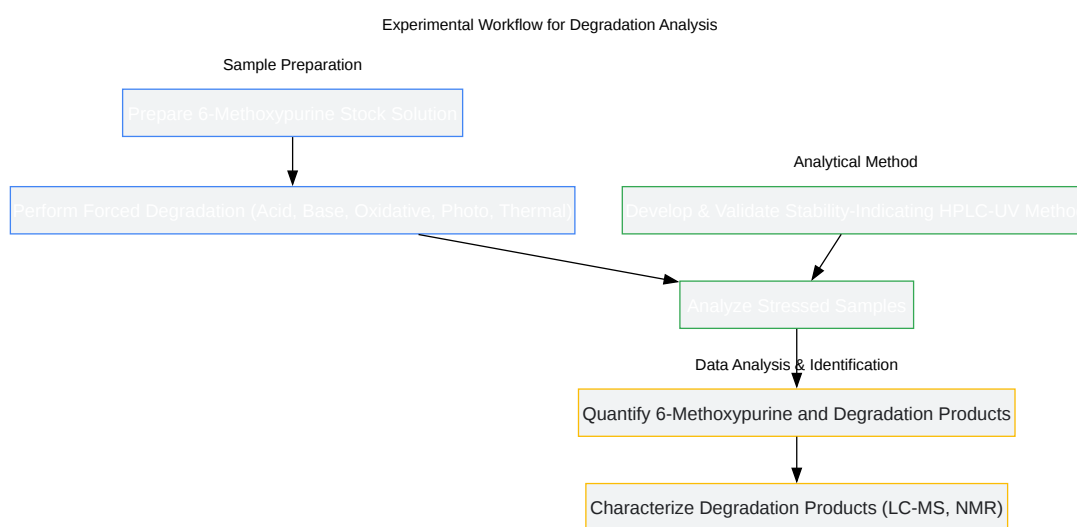 Experimental Workflow for Degradation Analysis
Sample Preparation
Prepare 6-Methoxypurine Stock Solution
Analytical Method
Perform Forced Degradation (Acid, Base, Oxidative, Photo, Thermal)
Develop & Validate Stability-Indicating HPLC-UV Metho
Analyze Stressed Samples
Data Analysis & Identification
Quantify 6-Methoxypurine and Degradation Products
Characterize Degradation Products (LC-MS, NMR)